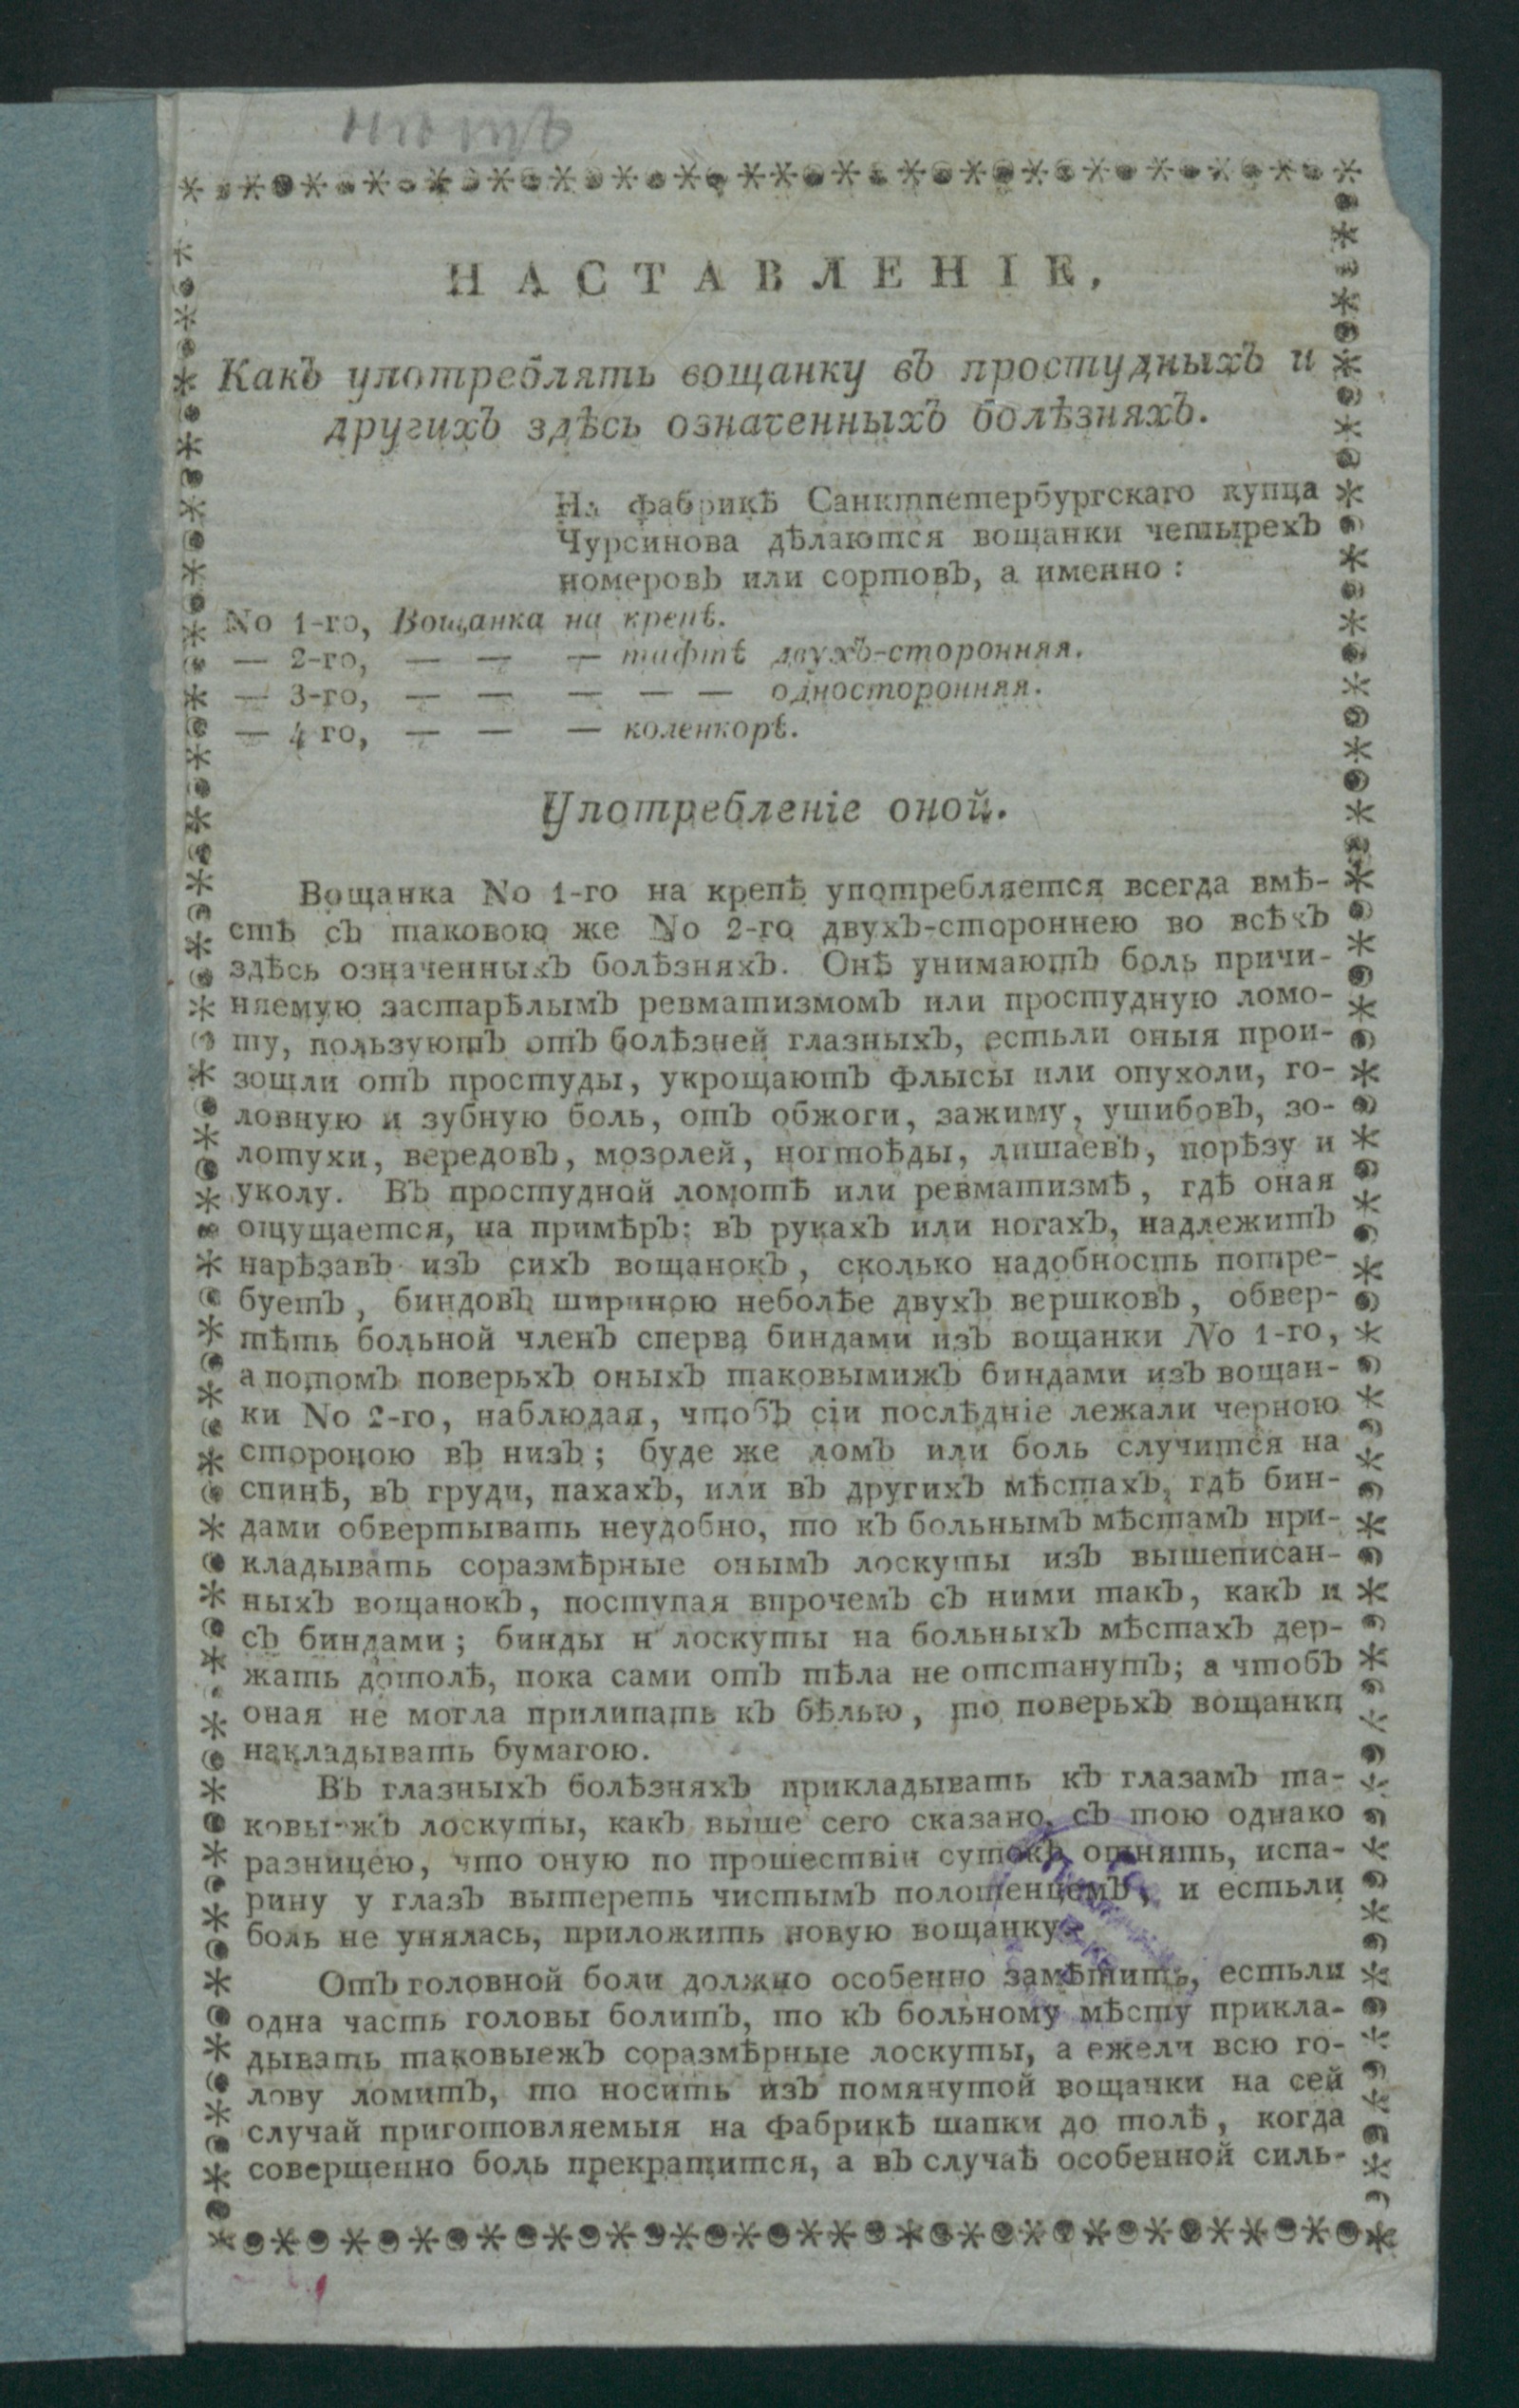 НАСТАВЛЕНІЕ,
Какъ употреблять вощанку въ простудныхъ и
другихъ здѣсь означенныхъ болѣзняхъ.
На фабрикѣ Санктпетербургскаго купца
Чурсинова дѣлаются вощанки четырехъ
номеровъ или сортовъ, а именно:
No 1-го, Вощанка на крепѣ.
— 2-го, — — — тафтѣ двухъ-сторонняя.
— 3-го, — — — — — односторонняя.
— 4 го, — — — коленкорѣ.
Употребленіе оной.
Вощанка No 1-го на крепѣ употребляется всегда вмѣ-
стѣ съ таковою же No 2-го двухъ-стороннею во всѣхъ
здѣсь означенныхъ болѣзняхъ. Онѣ унимаютъ боль причи-
няемую застарѣлымъ ревматизмомъ или простудную ломо-
ту, пользуютъ отъ болѣзней глазныхъ, естьли оныя прои-
зошли отъ простуды, укрощаютъ флысы или опухоли, го-
ловную и зубную боль, отъ обжоги, зажиму, ушибовъ, зо-
лотухи, вередовъ, мозолей, ногтоѣды, лишаевъ, порѣзу и
уколу. Въ простудной ломотѣ или ревматизмѣ, гдѣ оная
ощущается, на примѣръ: въ рукахъ или ногахъ, надлежитъ
нарѣзавъ изъ сихъ вощанокъ, сколько надобность потре-
буетъ, биндовъ шириною неболѣе двухъ вершковъ, обвер-
тѣть больной членъ сперва биндами изъ вощанки No 1-го,
а потомъ поверьхъ оныхъ таковымижъ биндами изъ вощан-
ки No 2-го, наблюдая, чтобъ сіи послѣдніе лежали черною
стороною въ низъ; буде же ломъ или боль случится на
спинѣ, въ груди, пахахъ, или въ другихъ мѣстахъ, гдѣ бин-
дами обвертывать неудобно, то къ больнымъ мѣстамъ при-
кладывать соразмѣрные онымъ лоскуты изъ вышеписан-
ныхъ вощанокъ, поступая впрочемъ съ ними такъ, какъ и
съ биндами; бинды и лоскуты на больныхъ мѣстахъ дер-
жать дотолѣ, пока сами отъ тѣла не отстанутъ; а чтобъ
оная не могла прилипать къ бѣлью, то поверьхъ вощанки
накладывать бумагою.
Въ глазныхъ болѣзняхъ прикладывать къ глазамъ та-
ковыежъ лоскуты, какъ выше сего сказано, съ тою однако
разницею, что оную по прошествіи сутокъ отнять, испа-
рину у глазъ вытереть чистымъ полотенцемъ, и естьли
боль не унялась, приложить новую вощанку.
Отъ головной боли должно особенно замѣтить, естьли
одна часть головы болитъ, то къ больному мѣсту прикла-
дывать таковыежъ соразмѣрные лоскуты, а ежели всю го-
лову ломитъ, то носить изъ помянутой вощанки на сей
случай приготовляемыя на фабрикѣ шапки до толѣ, когда
совершенно боль прекратится, а въ случаѣ особенной силь-